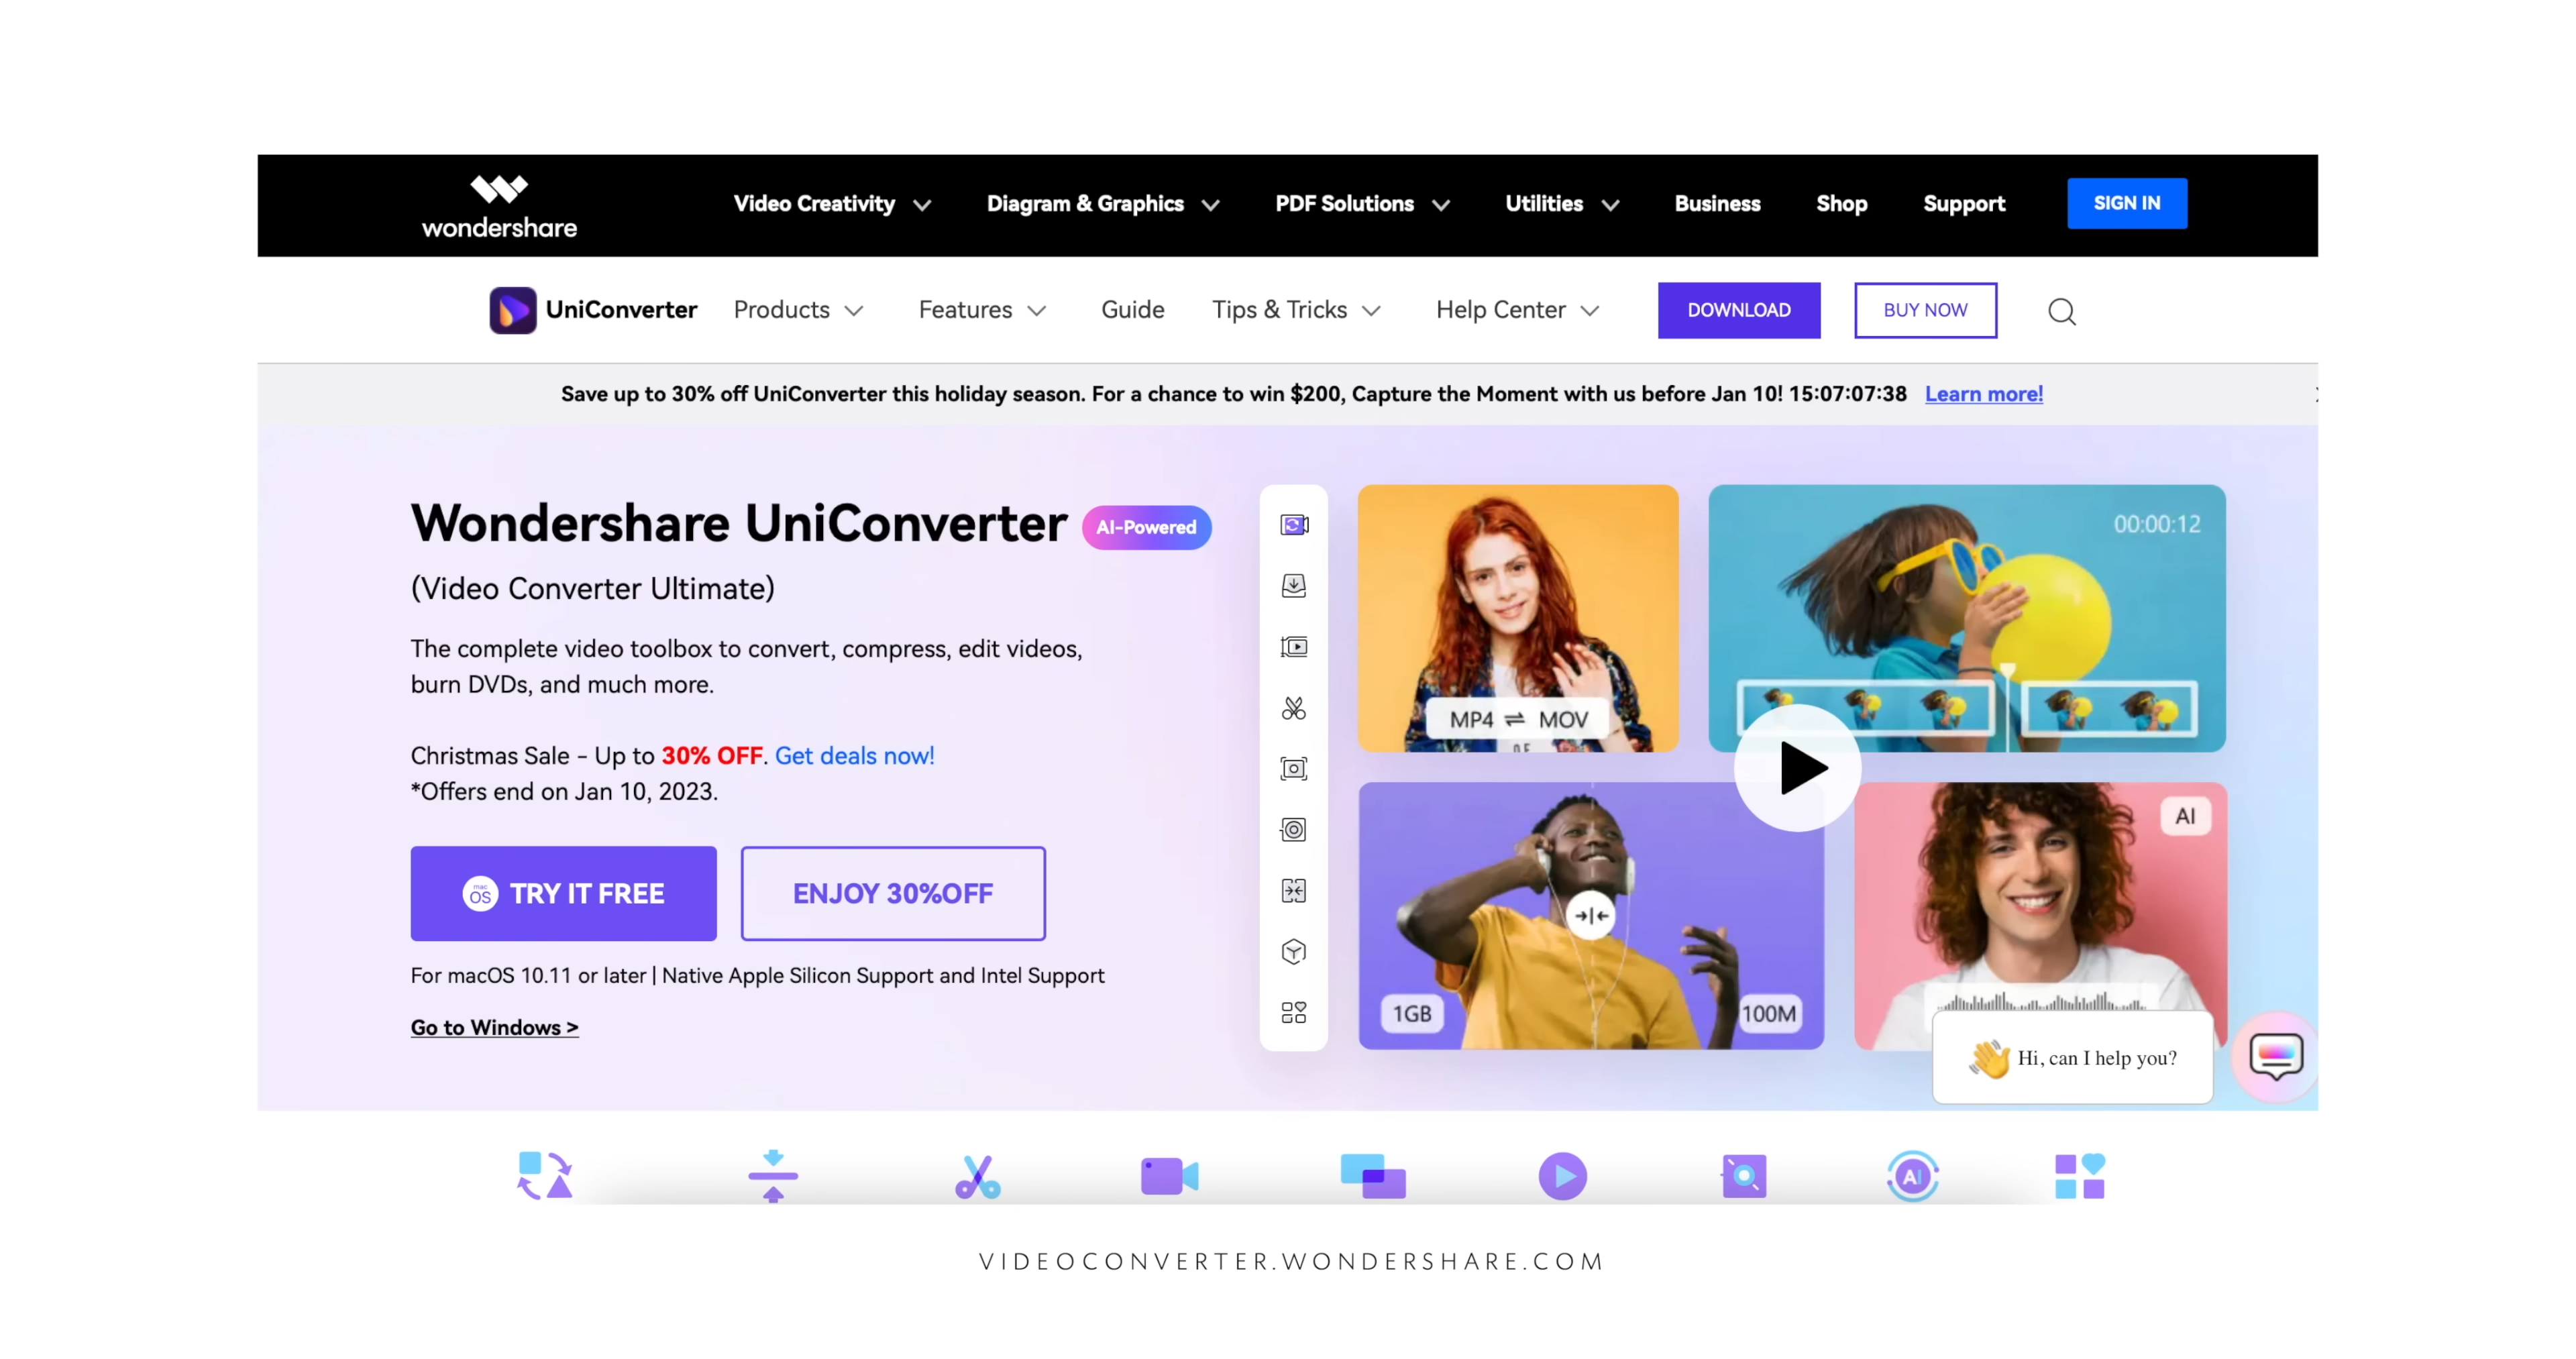 wondershare
Video Creativity
Diagram & Graphics
PDF Solutions
Utilities
Business
Shop
Support
SIGN IN
UniConverter
Products
Features
Guide
Tips & Tricks
Help Center
DOWNLOAD
BUY NOW
Save up to 30% off UniConverter this holiday season. For a chance to win $200, Capture the Moment with us before Jan 10! 15:07:07:38 Learn more!
Wondershare UniConverter AI-Powered
(Video Converter Ultimate)
The complete video toolbox to convert, compress, edit videos,
burn DVDs, and much more.
Christmas Sale - Up to 30% OFF. Get deals now!
*Offers end on Jan 10, 2023.
mac
OS
TRY IT FREE
ENJOY 30%OFF
For macOS 10.11 or later | Native Apple Silicon Support and Intel Support
Go to Windows >
MP4 ⇌ MOV
00:00:12
1GB
100M
AI
👋 Hi, can I help you?
AI
VIDEOCONVERTER.WONDERSHARE.COM